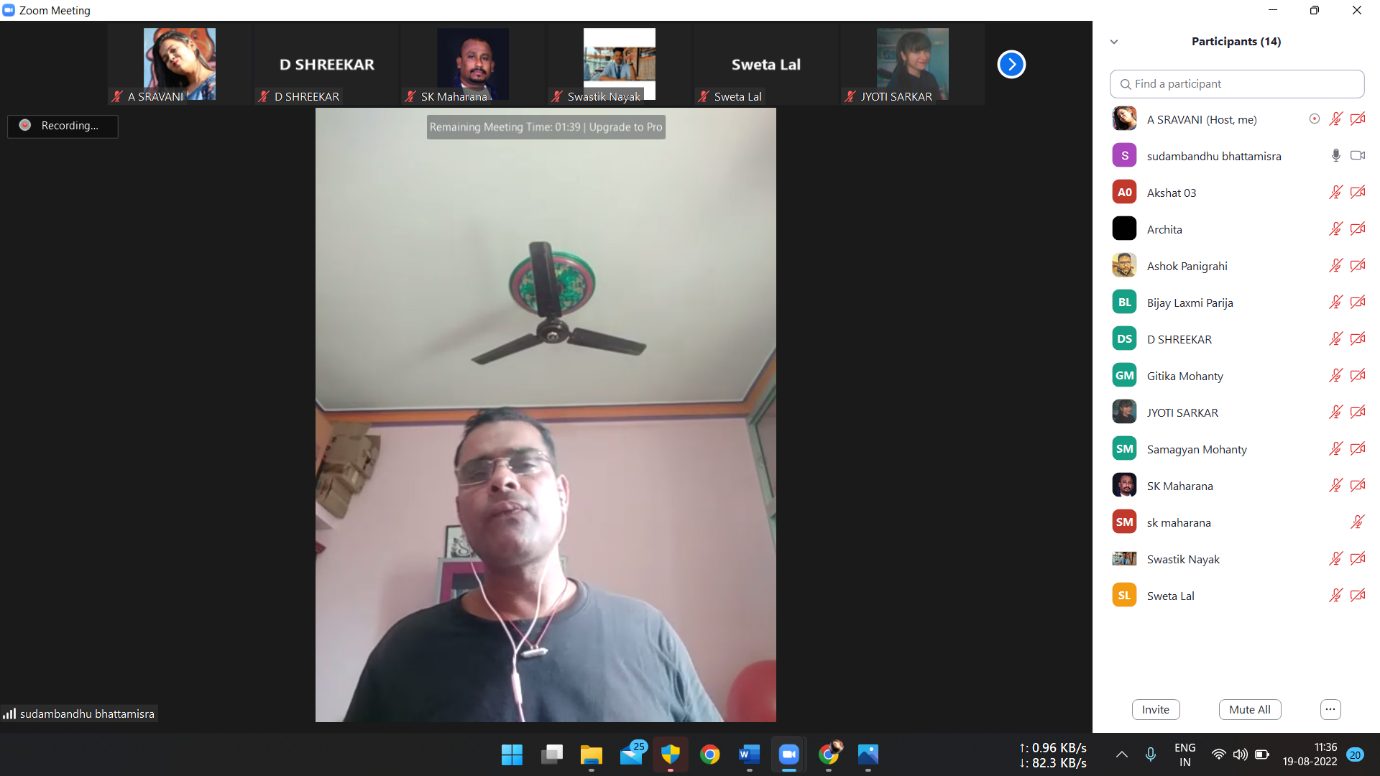 Zoom Meeting
D SHREEKAR
Sweta Lal
A SRAVANI
D SHREEKAR
SK Maharana
Swastik Nayak
Sweta Lal
JYOTI SARKAR
Recording...
Remaining Meeting Time: 01:39 | Upgrade to Pro
sudambandhu bhattamisra
Participants (14)
Find a participant
A SRAVANI (Host, me)
S sudambandhu bhattamisra
A0 Akshat 03
Archita
Ashok Panigrahi
BL Bijay Laxmi Parija
DS D SHREEKAR
GM Gitika Mohanty
JYOTI SARKAR
SM Samagyan Mohanty
SK Maharana
SM sk maharana
Swastik Nayak
SL Sweta Lal
Invite Mute All ...
25
W
↑: 0.96 KB/s
↓: 82.3 KB/s
ENG
IN
11:36
19-08-2022
20